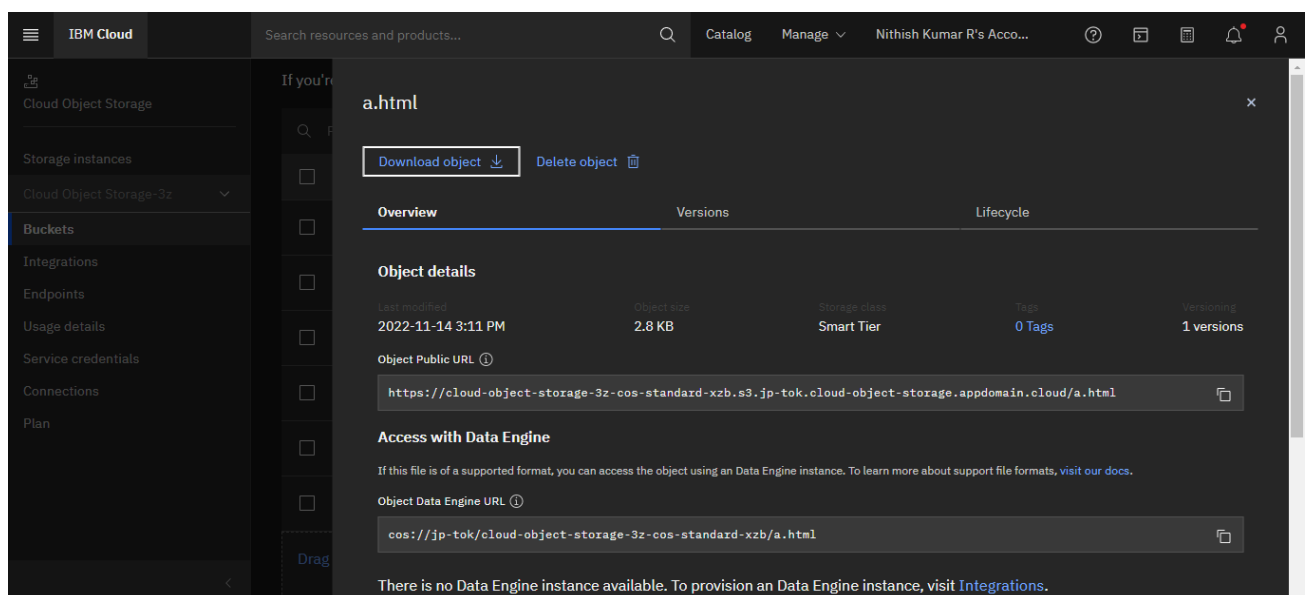 IBM Cloud
Search resources and products...
Catalog
Manage
Nithish Kumar R's Acco...
Cloud Object Storage
Storage instances
Cloud Object Storage-3z
Buckets
Integrations
Endpoints
Usage details
Service credentials
Connections
Plan
If you're
Drag
a.html
Download object
Delete object
Overview
Versions
Lifecycle
Object details
Last modified
Object size
Storage class
Tags
Versioning
2022-11-14 3:11 PM
2.8 KB
Smart Tier
0 Tags
1 versions
Object Public URL
https://cloud-object-storage-3z-cos-standard-xzb.s3.jp-tok.cloud-object-storage.appdomain.cloud/a.html
Access with Data Engine
If this file is of a supported format, you can access the object using an Data Engine instance. To learn more about support file formats, visit our docs.
Object Data Engine URL
cos://jp-tok/cloud-object-storage-3z-cos-standard-xzb/a.html
There is no Data Engine instance available. To provision an Data Engine instance, visit Integrations.